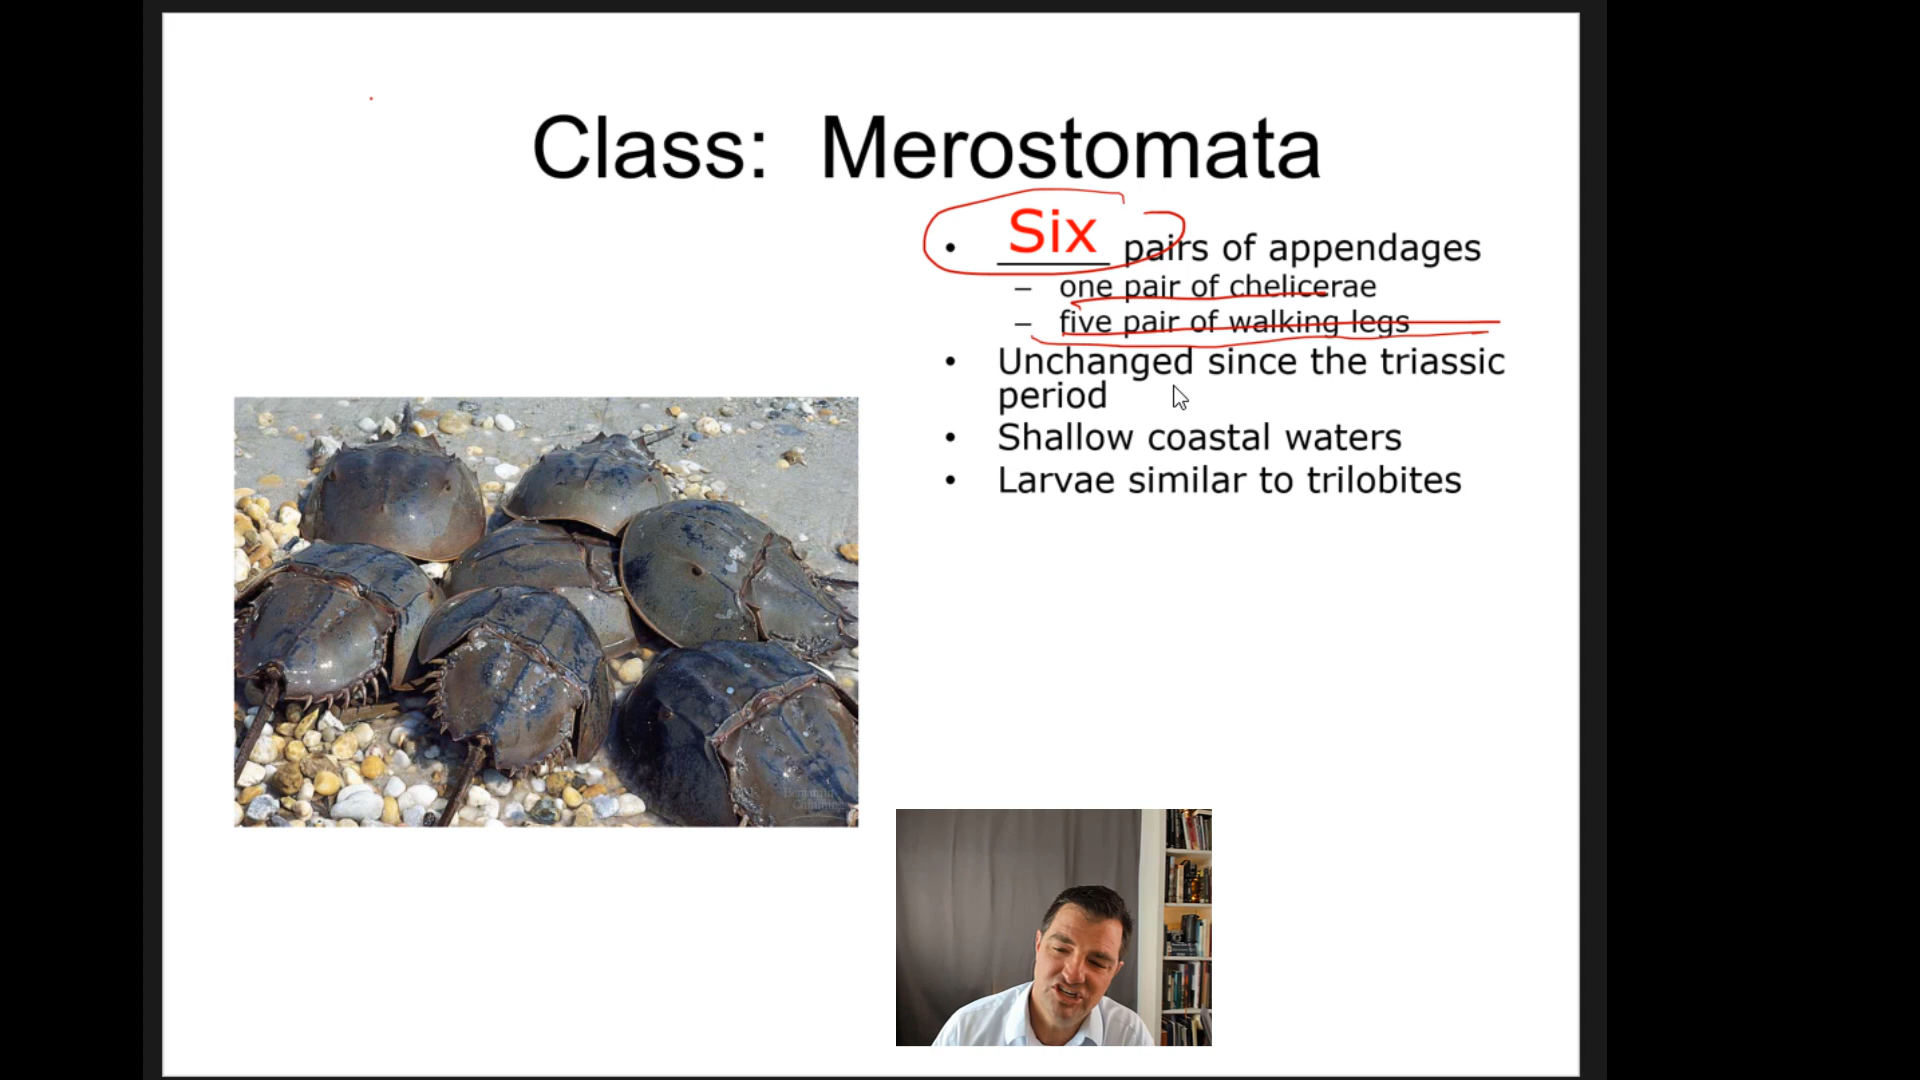 Class: Merostomata
• Six pairs of appendages
– one pair of chelicerae
– five pair of walking legs
• Unchanged since the triassic
period
• Shallow coastal waters
• Larvae similar to trilobites
Benjamin